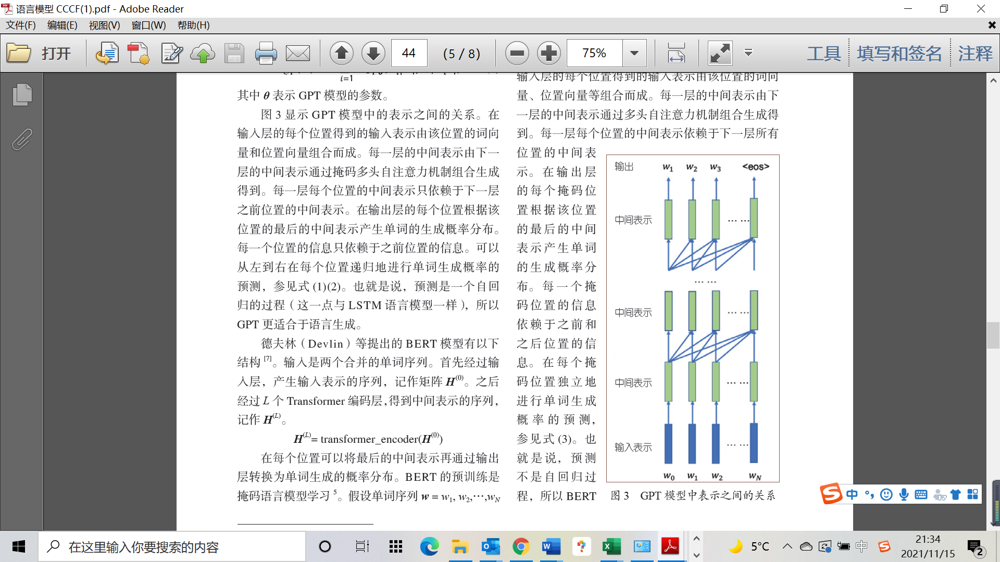 语言模型 CCCF(1).pdf - Adobe Reader
文件(F) 编辑(E) 视图(V) 窗口(W) 帮助(H)
打开 44 (5 / 8) 75% 工具 填写和签名 注释
i=1
其中 θ 表示 GPT 模型的参数。
图 3 显示 GPT 模型中的表示之间的关系。在
输入层的每个位置得到的输入表示由该位置的词向
量和位置向量组合而成。每一层的中间表示由下一
层的中间表示通过掩码多头自注意力机制组合生成
得到。每一层每个位置的中间表示只依赖于下一层
之前位置的中间表示。在输出层的每个位置根据该
位置的最后的中间表示产生单词的生成概率分布。
每一个位置的信息只依赖于之前位置的信息。可以
从左到右在每个位置递归地进行单词生成概率的
预测，参见式 (1)(2)。也就是说，预测是一个自回
归的过程（这一点与 LSTM 语言模型一样），所以
GPT 更适合于语言生成。
德夫林（Devlin）等提出的 BERT 模型有以下
结构 [7]。输入是两个合并的单词序列。首先经过输
入层，产生输入表示的序列，记作矩阵 H(0)。之后
经过 L 个 Transformer 编码层，得到中间表示的序列，
记作 H(L)。
H(L)= transformer_encoder(H(0))
在每个位置可以将最后的中间表示再通过输出
层转换为单词生成的概率分布。BERT 的预训练是
掩码语言模型学习 5。假设单词序列 w = w1, w2,⋯,wN
输入层的每个位置得到的输入表示由该位置的词向
量、位置向量等组合而成。每一层的中间表示由下
一层的中间表示通过多头自注意力机制组合生成得
到。每一层每个位置的中间表示依赖于下一层所有
位置的中间表
示。在输出层
的每个掩码位
置根据该位置
的最后的中间
表示产生单词
的生成概率分
布。每一个掩
码位置的信息
依赖于之前和
之后位置的信
息。在每个掩
码位置独立地
进行单词生成
概率的预测，
参见式 (3)。也
就是说，预测
不是自回归过
程，所以 BERT
输出 w1 w2 w3 <eos>
中间表示 ... ...
... ...
中间表示 ... ...
中间表示 ... ...
输入表示 ... ...
w0 w1 w2 wN
图 3 GPT 模型中表示之间的关系
中
在这里输入你要搜索的内容
5°C
中
21:34
2021/11/15
2